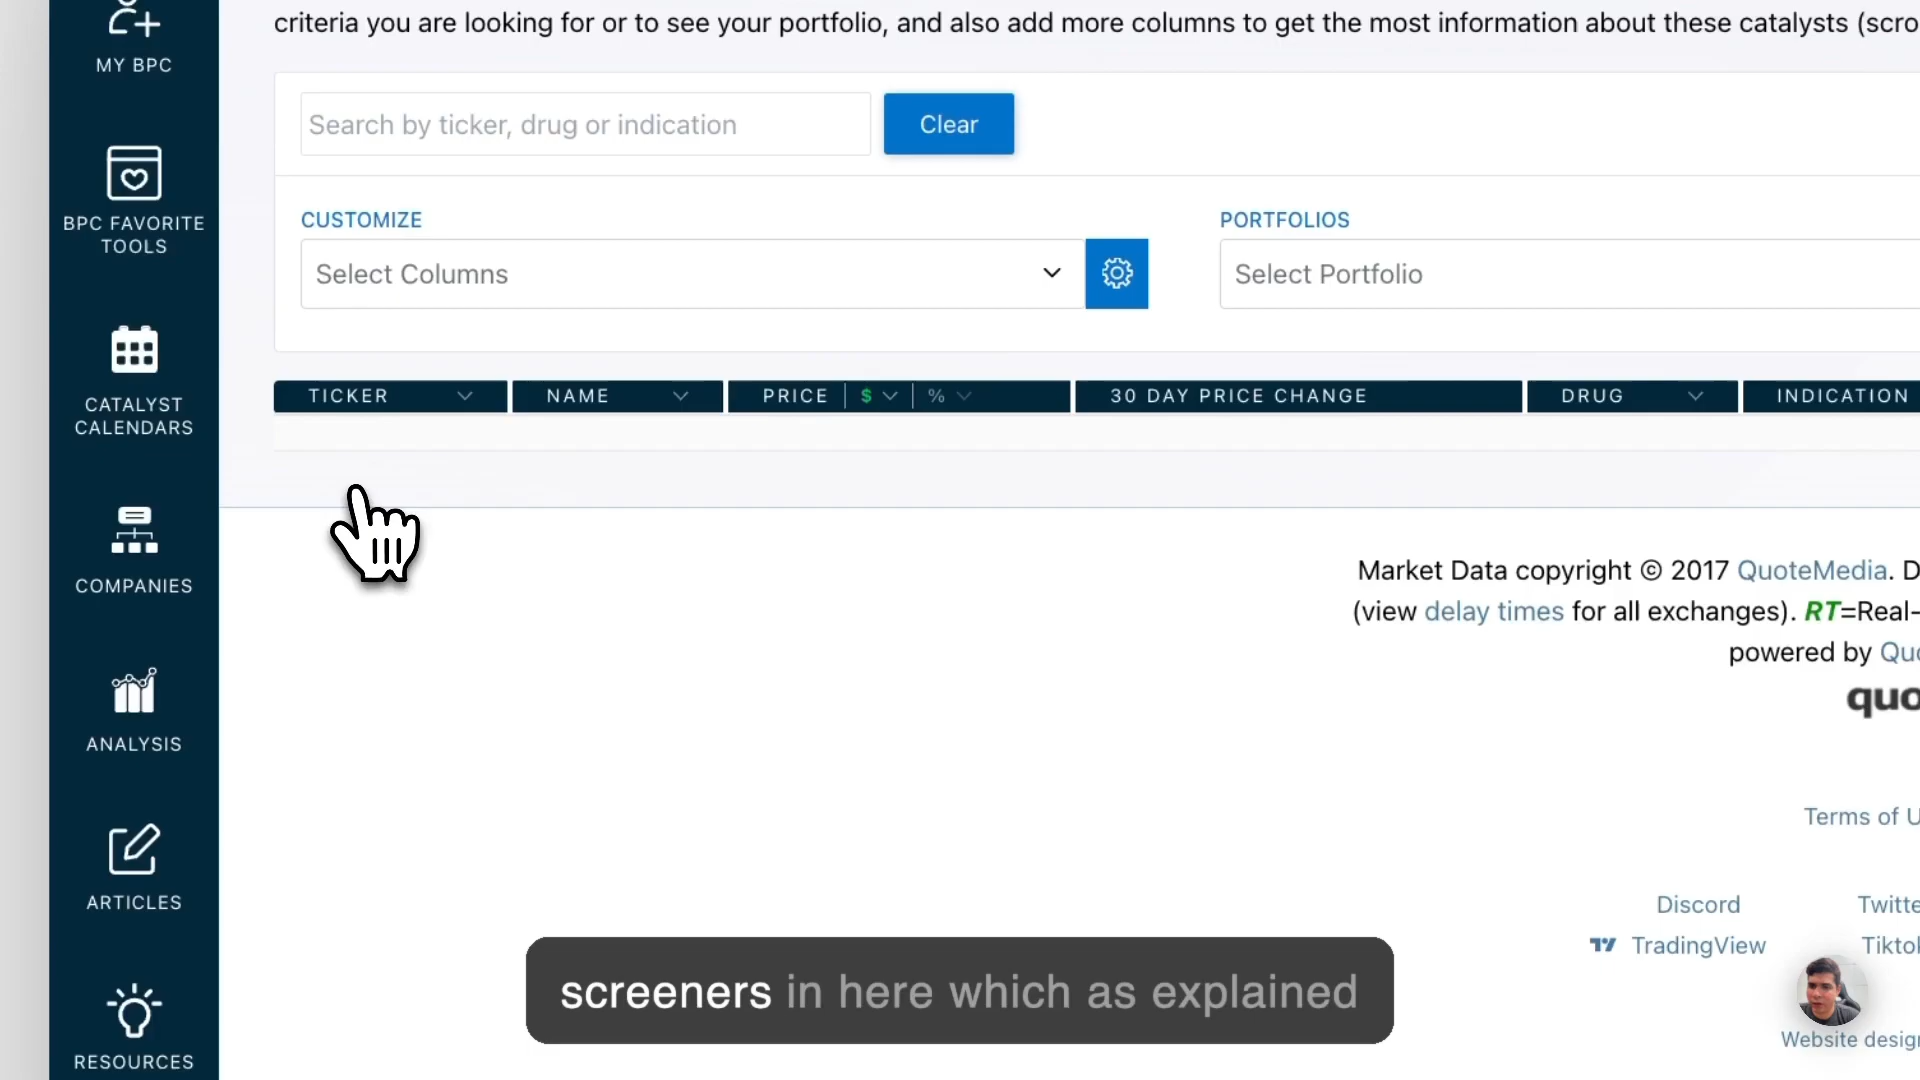 criteria you are looking for or to see your portfolio, and also add more columns to get the most information about these catalysts (scro
MY BPC
Search by ticker, drug or indication
Clear
BPC FAVORITE
TOOLS
CUSTOMIZE
PORTFOLIOS
Select Columns
Select Portfolio
CATALYST
CALENDARS
TICKER
NAME
PRICE $ %
30 DAY PRICE CHANGE
DRUG
INDICATION
COMPANIES
Market Data copyright © 2017 QuoteMedia. D
(view delay times for all exchanges). RT=Real-
powered by Quo
quo
ANALYSIS
Terms of U
ARTICLES
Discord
Twitte
TradingView
Tiktok
screeners in here which as explained
Website design
RESOURCES